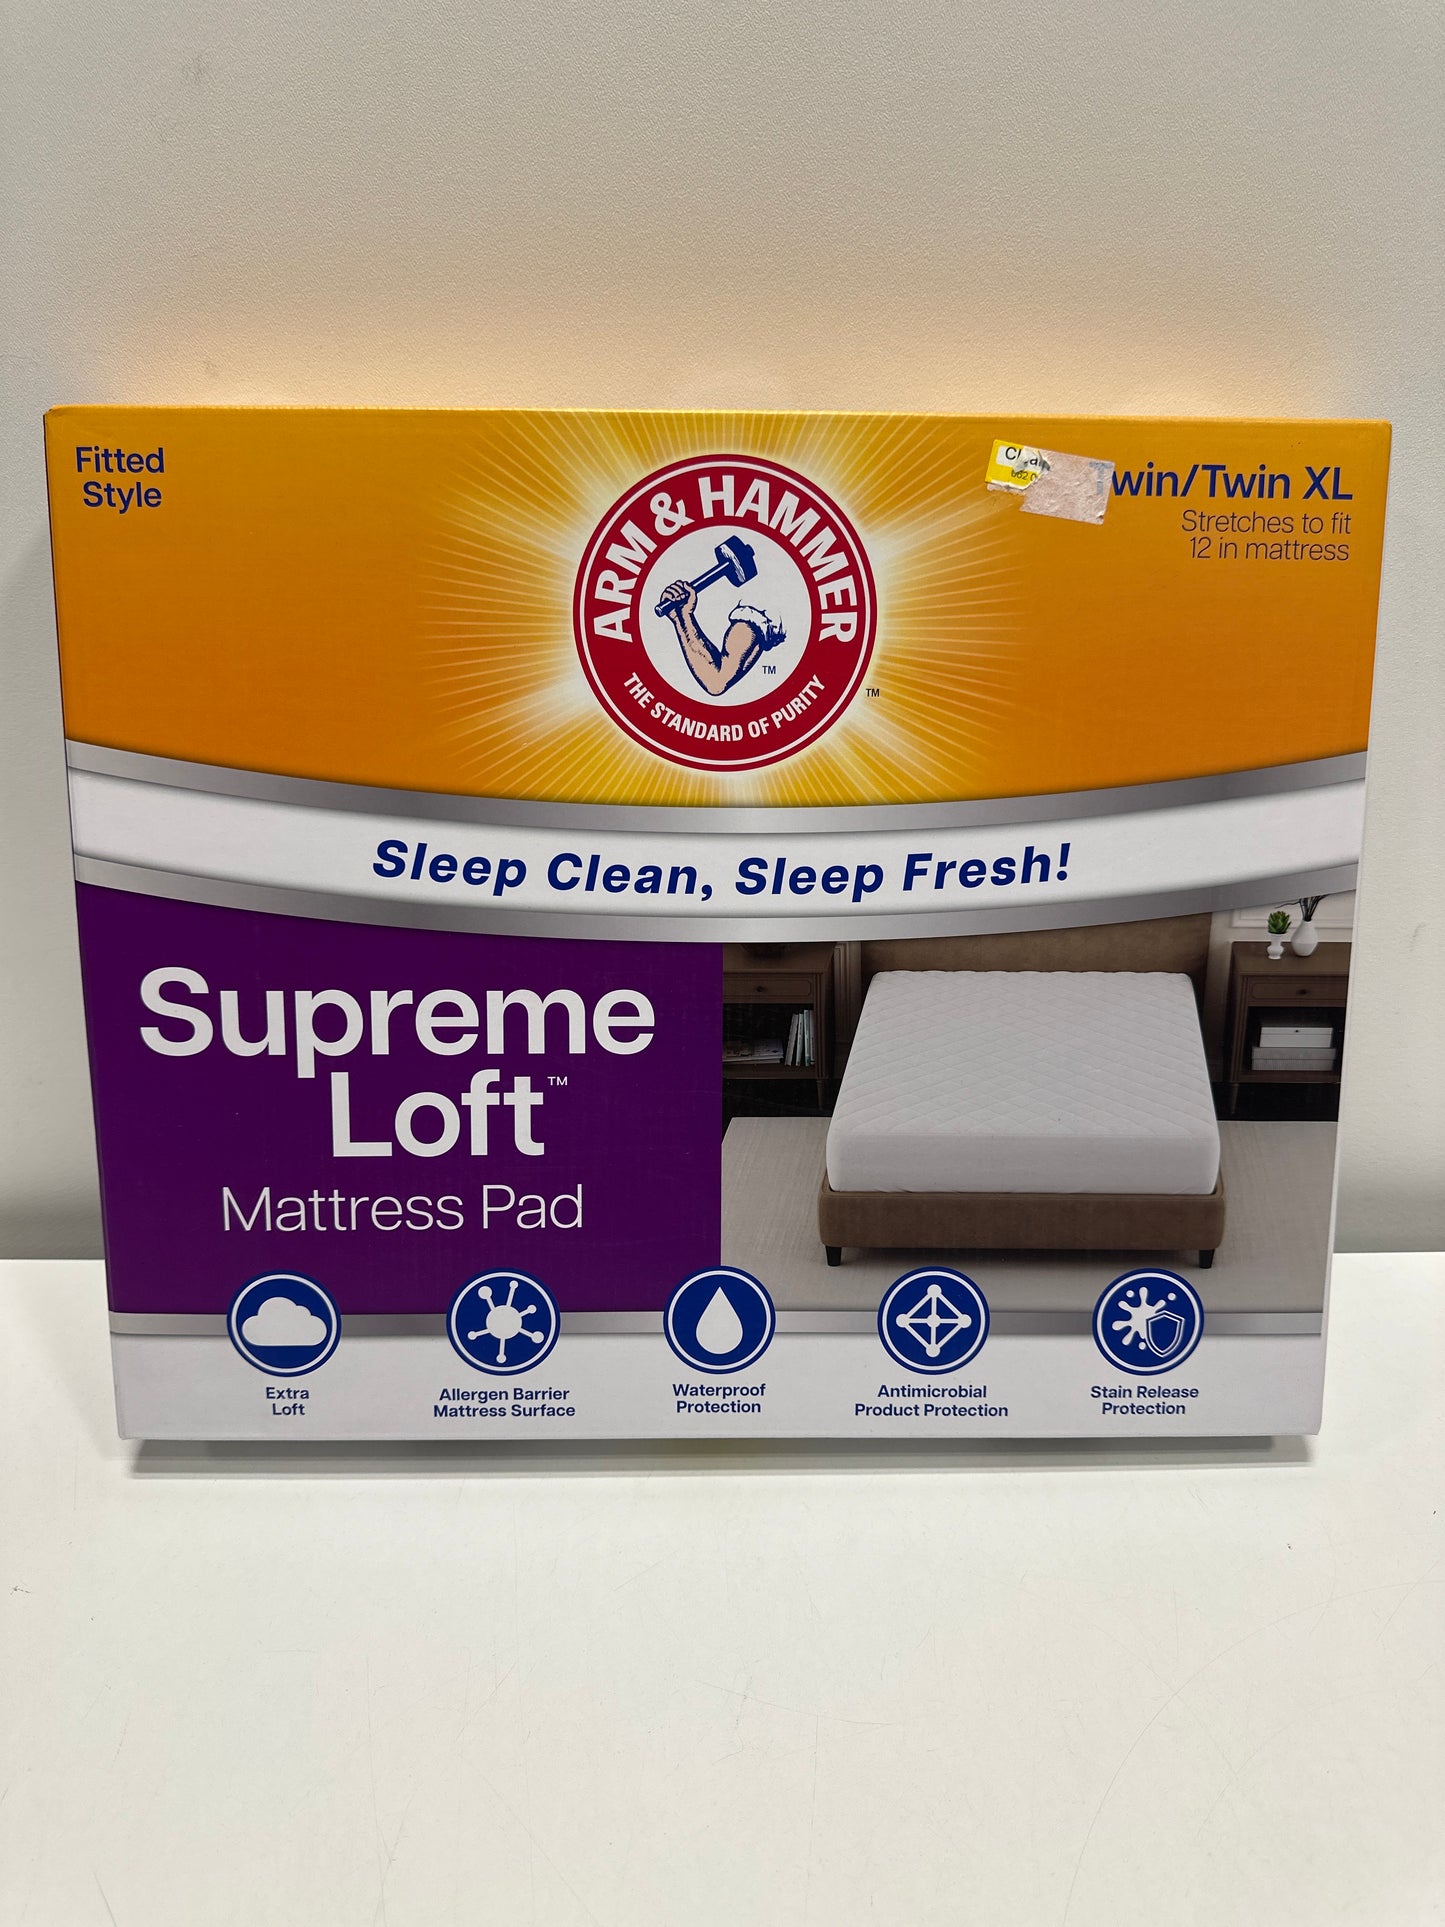 Fitted
Style
ARM & HAMMER
™
THE STANDARD OF PURITY
™
win/Twin XL
Stretches to fit
12 in mattress
Sleep Clean, Sleep Fresh!
Supreme
Loft™
Mattress Pad
Extra
Loft
Allergen Barrier
Mattress Surface
Waterproof
Protection
Antimicrobial
Product Protection
Stain Release
Protection